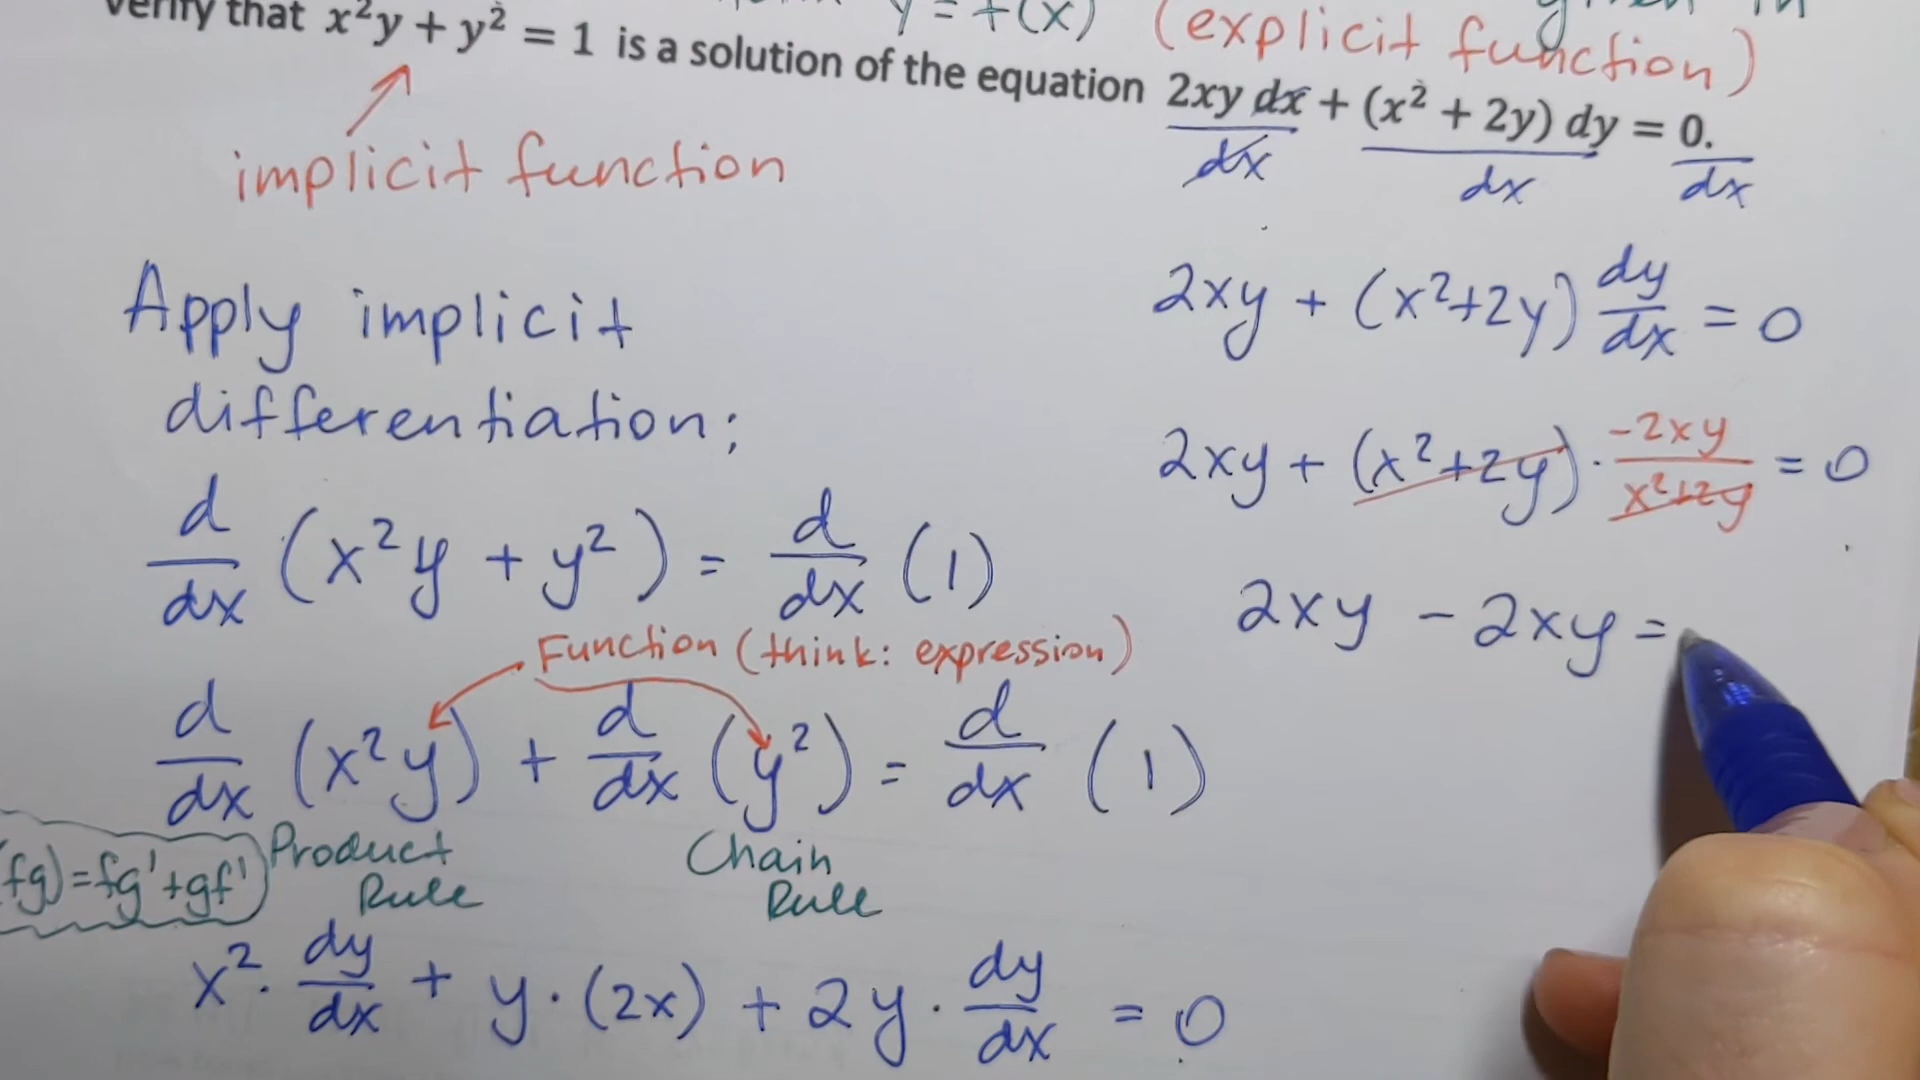 y = f(x) (explicit function)
verify that x²y + y² = 1 is a solution of the equation 2xy dx + (x² + 2y) dy = 0.
dx dx dx
implicit function
2xy + (x²+2y) dy/dx = 0
Apply implicit
differentiation:
2xy + (x²+2y) · -2xy/x²+2y = 0
d/dx (x²y + y²) = d/dx (1)
2xy - 2xy =
Function (think: expression)
d/dx (x²y) + d/dx (y²) = d/dx (1)
fg) = fg' + gf'
Product Rule
Chain Rule
x² · dy/dx + y · (2x) + 2y · dy/dx = 0